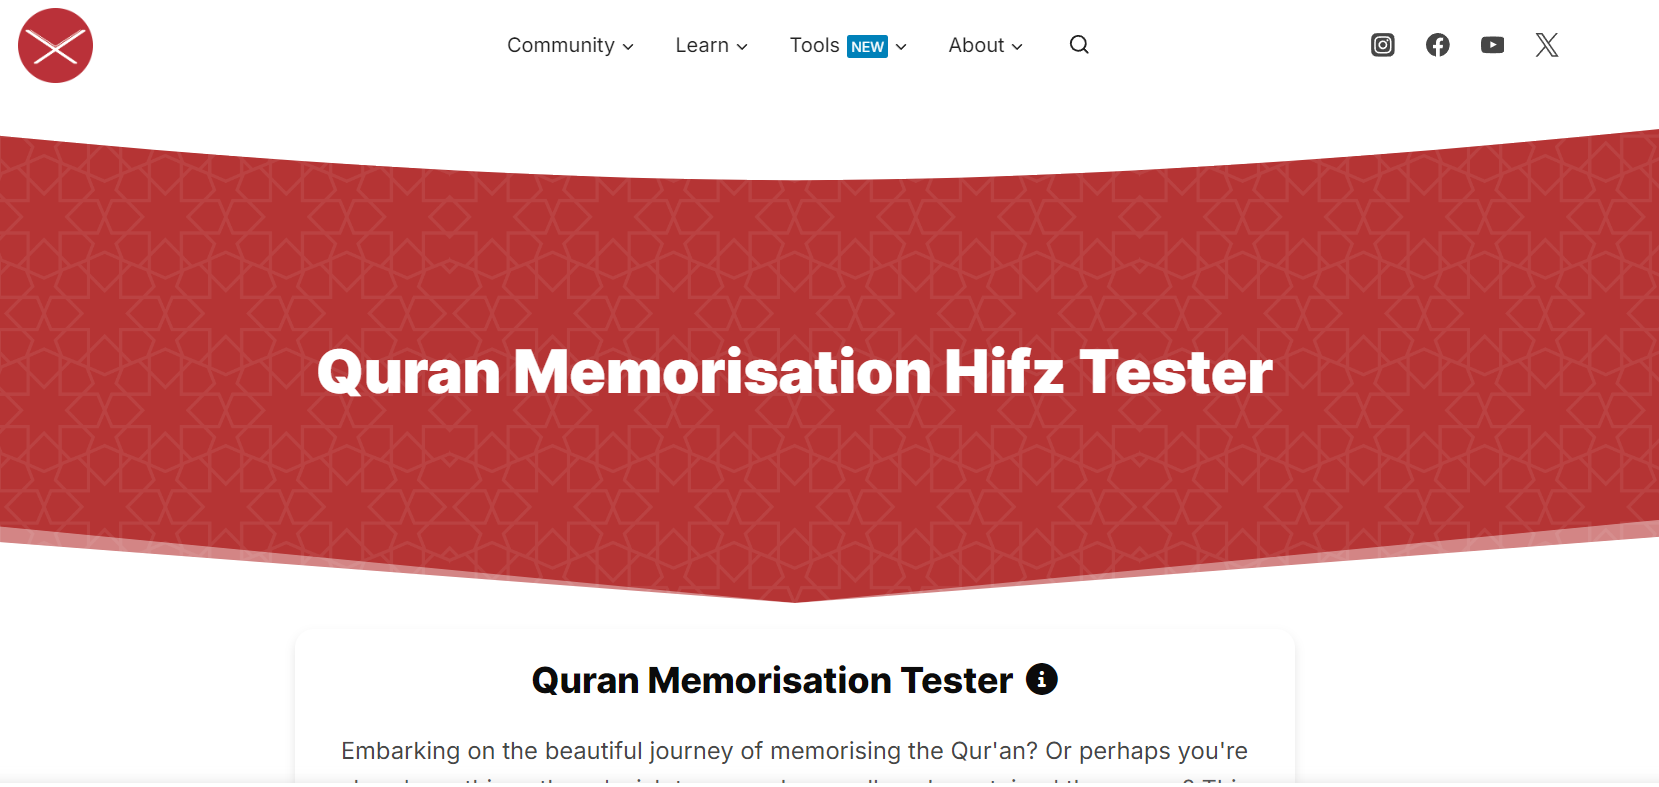 Community
Learn
Tools NEW
About
Quran Memorisation Hifz Tester
Quran Memorisation Tester
Embarking on the beautiful journey of memorising the Qur'an? Or perhaps you're